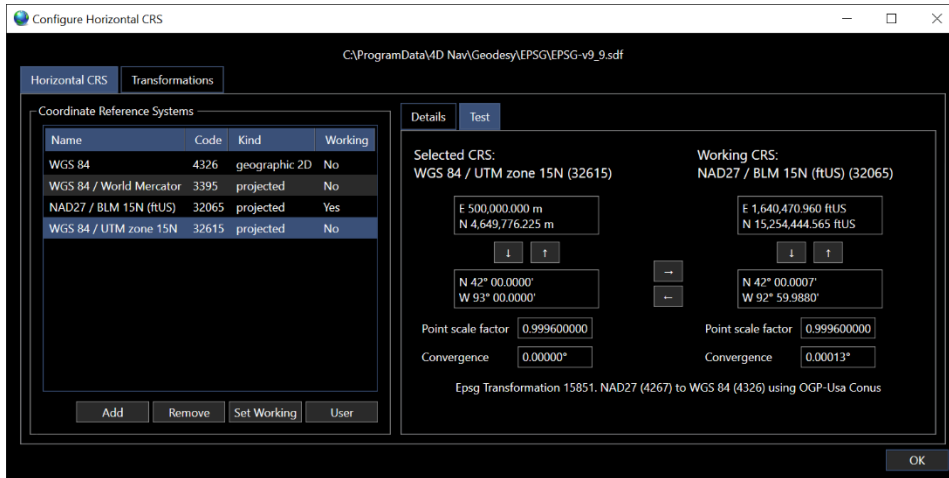 Configure Horizontal CRS
C:\ProgramData\4D Nav\Geodesy\EPSG\EPSG-v9_9.sdf
Horizontal CRS Transformations
Coordinate Reference Systems
Name Code Kind Working
WGS 84 4326 geographic 2D No
WGS 84 / World Mercator 3395 projected No
NAD27 / BLM 15N (ftUS) 32065 projected Yes
WGS 84 / UTM zone 15N 32615 projected No
Add Remove Set Working User
Details Test
Selected CRS:
WGS 84 / UTM zone 15N (32615)
E 500,000.000 m
N 4,649,776.225 m
↓ ↑
N 42° 00.0000'
W 93° 00.0000'
Point scale factor 0.999600000
Convergence 0.00000°
→
←
Working CRS:
NAD27 / BLM 15N (ftUS) (32065)
E 1,640,470.960 ftUS
N 15,254,444.565 ftUS
↓ ↑
N 42° 00.0007'
W 92° 59.9880'
Point scale factor 0.999600000
Convergence 0.00013°
Epsg Transformation 15851. NAD27 (4267) to WGS 84 (4326) using OGP-Usa Conus
OK